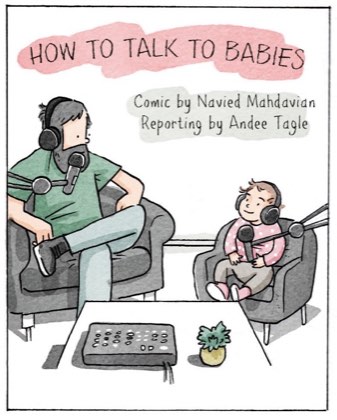 HOW TO TALK TO BABIES
Comic by Navied Mahdavian
Reporting by Andee Tagle